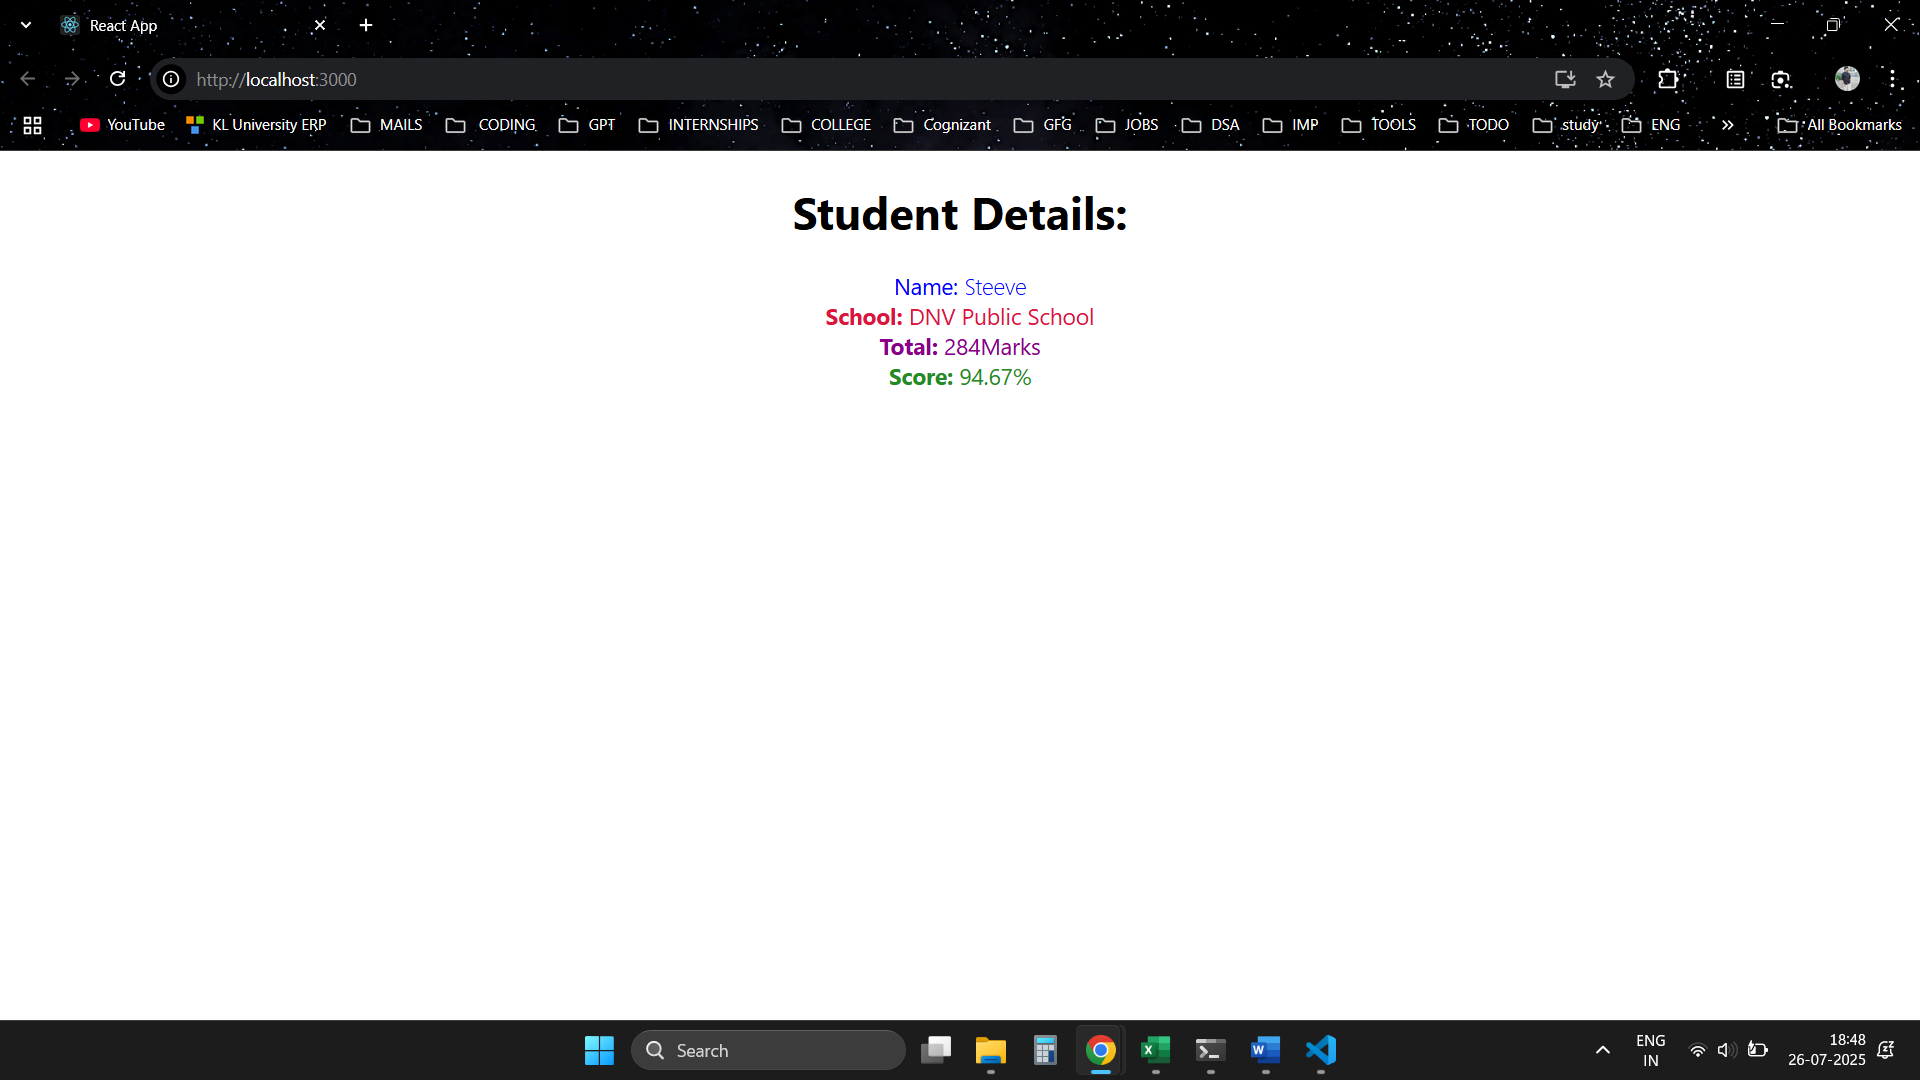 React App
http://localhost:3000
YouTube KL University ERP MAILS CODING GPT INTERNSHIPS COLLEGE Cognizant GFG JOBS DSA IMP TOOLS TODO study ENG » All Bookmarks
Student Details:
Name: Steeve
School: DNV Public School
Total: 284Marks
Score: 94.67%
Search
ENG
IN
18:48
26-07-2025